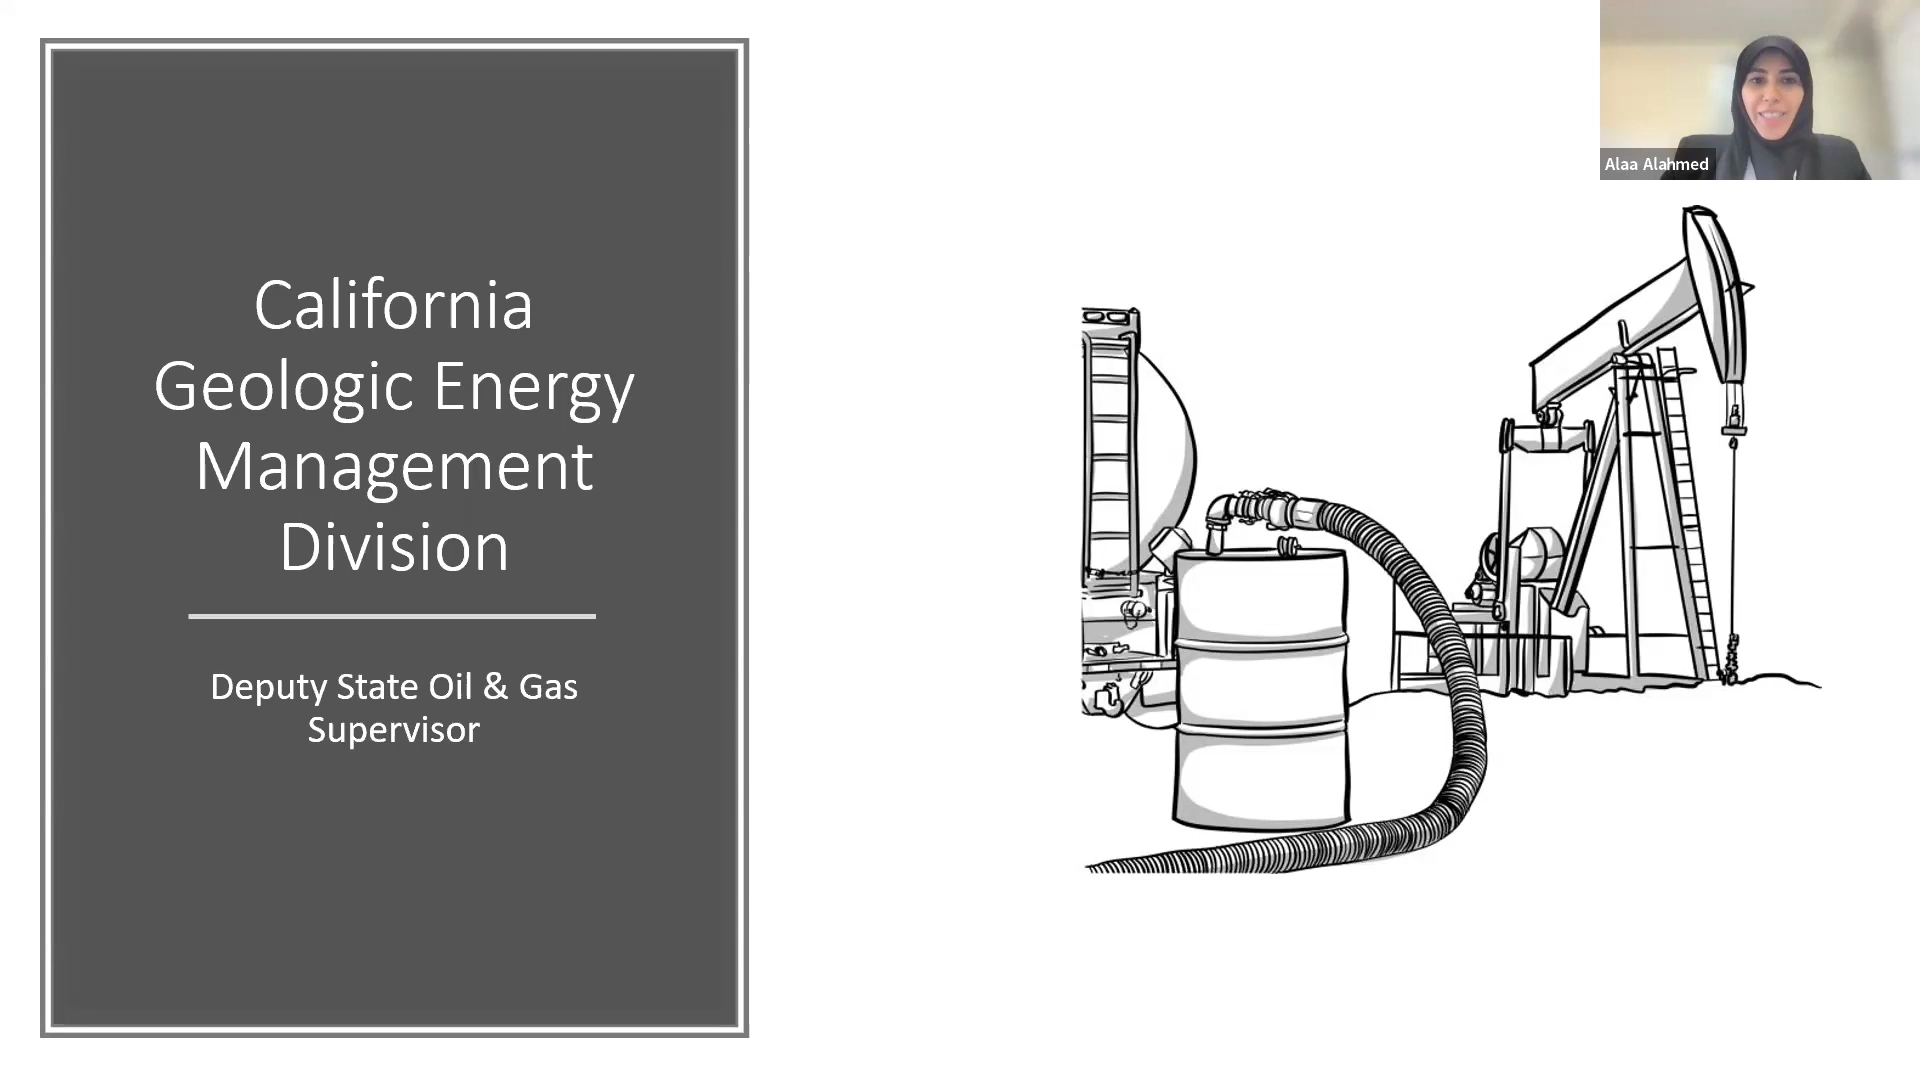 California
Geologic Energy
Management
Division
Deputy State Oil & Gas
Supervisor
Alaa Alahmed